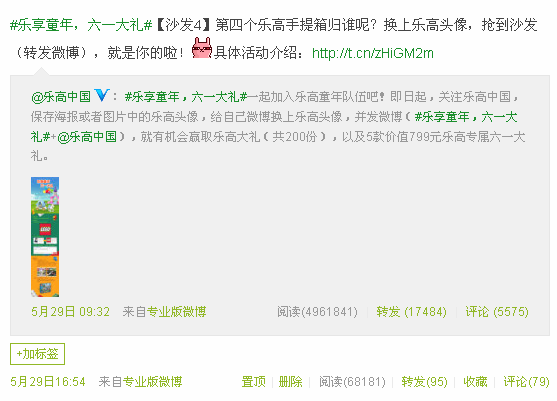 #乐享童年，六一大礼#【沙发4】第四个乐高手提箱归谁呢？换上乐高头像，抢到沙发
（转发微博），就是你的啦！具体活动介绍：http://t.cn/zHiGM2m
@乐高中国：#乐享童年，六一大礼#一起加入乐高童年队伍吧！即日起，关注乐高中国，
保存海报或者图片中的乐高头像，给自己微博换上乐高头像，并发微博（#乐享童年，六一大
礼#+@乐高中国），就有机会赢取乐高大礼（共200份），以及5款价值799元乐高专属六一大
礼。
LEGO
5月29日 09:32 来自专业版微博 阅读(4961841) 转发 (17484) 评论 (5575)
+加标签
5月29日16:54 来自专业版微博 置顶 删除 阅读(68181) 转发(95) 收藏 评论(79)